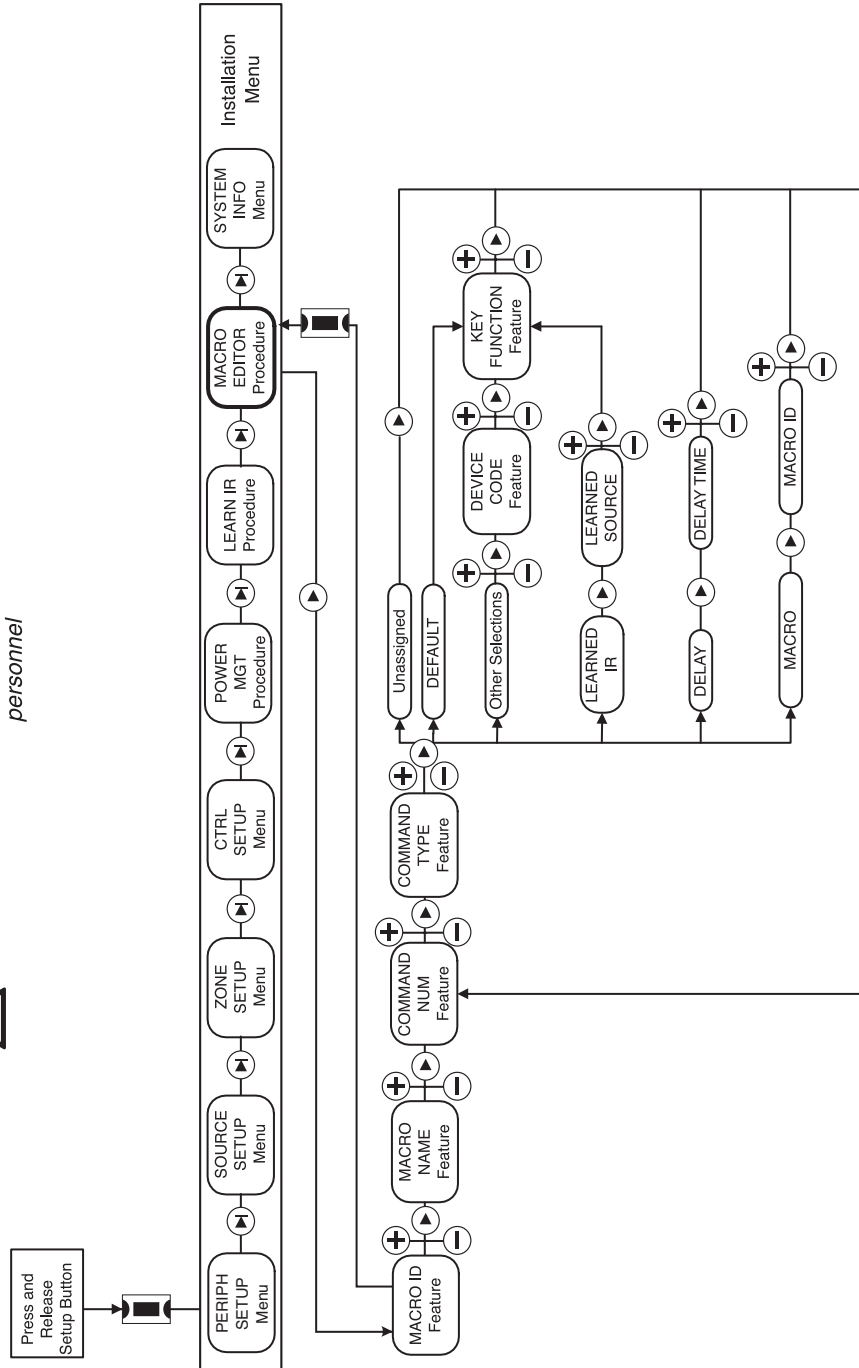 personnel
Press and
Release
Setup Button
PERIPH
SETUP
Menu
SOURCE
SETUP
Menu
ZONE
SETUP
Menu
CTRL
SETUP
Menu
POWER
MGT
Procedure
LEARN IR
Procedure
MACRO
EDITOR
Procedure
SYSTEM
INFO
Menu
Installation
Menu
MACRO ID
Feature
MACRO
NAME
Feature
COMMAND
NUM
Feature
COMMAND
TYPE
Feature
Unassigned
DEFAULT
Other Selections
DEVICE
CODE
Feature
KEY
FUNCTION
Feature
LEARNED
IR
LEARNED
SOURCE
DELAY
DELAY TIME
MACRO
MACRO ID